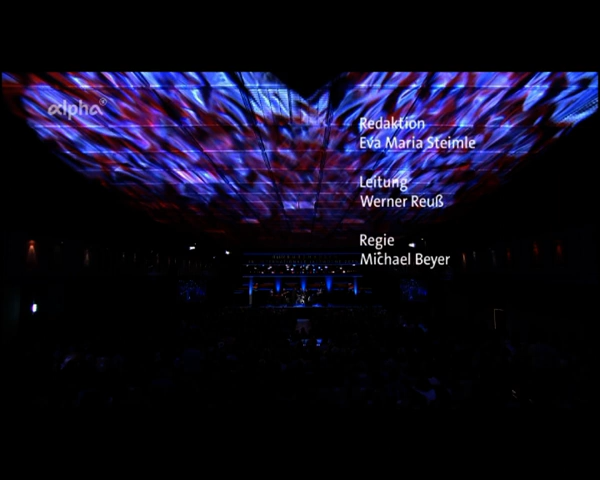 alpha
Redaktion
Eva Maria Steimle
Leitung
Werner Reuß
Regie
Michael Beyer